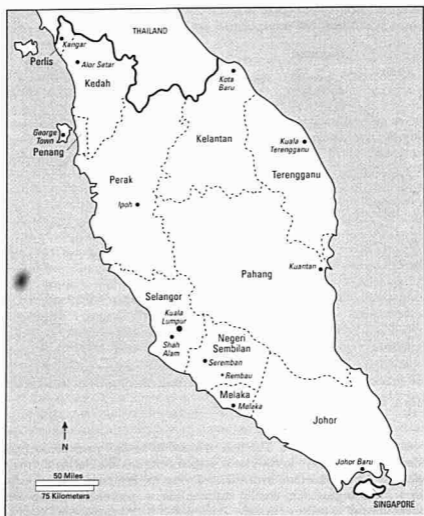 THAILAND
Kangar
Perlis
Alor Setar
Kedah
Kota
Baru
George
Town
Penang
Kelantan
Kuala
Terengganu
Terengganu
Perak
Ipoh
Pahang
Kuantan
Selangor
Kuala
Lumpur
Shah
Alam
Negeri
Sembilan
Seremban
Rembau
Melaka
Melaka
Johor
N
Johor Baru
50 Miles
75 Kilometers
SINGAPORE